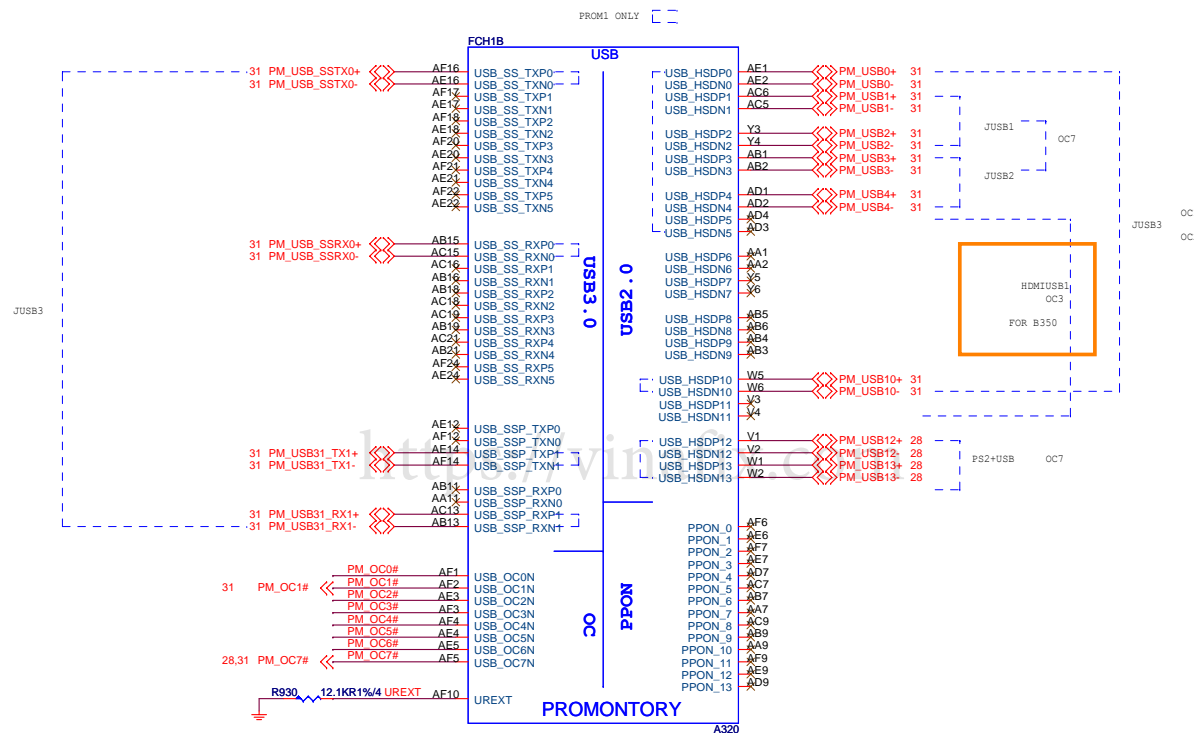 PROM1 ONLY
FCH1B
USB
31 PM_USB_SSTX0+ AF16 USB_SS_TXP0 USB_HSDP0 AE1 PM_USB0+ 31
31 PM_USB_SSTX0- AE16 USB_SS_TXN0 USB_HSDN0 AE2 PM_USB0- 31
AF17 USB_SS_TXP1 USB_HSDP1 AC6 PM_USB1+ 31
AE17 USB_SS_TXN1 USB_HSDN1 AC5 PM_USB1- 31
AF18 USB_SS_TXP2 JUSB1
AE18 USB_SS_TXN2 USB_HSDP2 Y3 PM_USB2+ 31 OC7
AF20 USB_SS_TXP3 USB_HSDN2 Y4 PM_USB2- 31
AE20 USB_SS_TXN3 USB_HSDP3 AB1 PM_USB3+ 31
AF21 USB_SS_TXP4 USB_HSDN3 AB2 PM_USB3- 31 JUSB2
AE21 USB_SS_TXN4
AF22 USB_SS_TXP5 USB_HSDP4 AD1 PM_USB4+ 31
AE22 USB_SS_TXN5 USB_HSDN4 AD2 PM_USB4- 31
USB_HSDP5 AD4 JUSB3 OC
USB_HSDN5 AD3
31 PM_USB_SSRX0+ AB15 USB_SS_RXP0
31 PM_USB_SSRX0- AC15 USB_SS_RXN0 USB_HSDP6 AA1
AC16 USB_SS_RXP1 USB_HSDN6 AA2
AB16 USB_SS_RXN1 USB_HSDP7 Y5 HDMIUSB1
AB18 USB_SS_RXP2 USB_HSDN7 Y6 OC3
AC18 USB_SS_RXN2
JUSB3 AC19 USB_SS_RXP3 USB3.0 USB2.0 USB_HSDP8 AB5 FOR B350
AB19 USB_SS_RXN3 USB_HSDN8 AB6
AC21 USB_SS_RXP4 USB_HSDP9 AB4
AB21 USB_SS_RXN4 USB_HSDN9 AB3
AF24 USB_SS_RXP5
AE24 USB_SS_RXN5 USB_HSDP10 W5 PM_USB10+ 31
USB_HSDN10 W6 PM_USB10- 31
USB_HSDP11 V3
USB_HSDN11 V4
AE12 USB_SSP_TXP0
AF12 USB_SSP_TXN0 USB_HSDP12 V1 PM_USB12+ 28
31 PM_USB31_TX1+ AE14 USB_SSP_TXP1 USB_HSDN12 V2 PM_USB12- 28
31 PM_USB31_TX1- AF14 USB_SSP_TXN1 USB_HSDP13 W1 PM_USB13+ 28 PS2+USB OC7
USB_HSDN13 W2 PM_USB13- 28
AB11 USB_SSP_RXP0
AA11 USB_SSP_RXN0
31 PM_USB31_RX1+ AC13 USB_SSP_RXP1
31 PM_USB31_RX1- AB13 USB_SSP_RXN1 PPON_0 AF6
PPON_1 AE6
PPON_2 AF7
PPON_3 AE7
PM_OC0# AF1 USB_OC0N PPON_4 AD7
31 PM_OC1# PM_OC1# AF2 USB_OC1N PPON_5 AC7
PM_OC2# AE3 USB_OC2N PPON_6 AB7
PM_OC3# AF3 USB_OC3N PPON_7 AA7
PM_OC4# AF4 USB_OC4N OC PPON PPON_8 AC9
PM_OC5# AE4 USB_OC5N PPON_9 AB9
PM_OC6# AE5 USB_OC6N PPON_10 AA9
28,31 PM_OC7# PM_OC7# AF5 USB_OC7N PPON_11 AF9
PPON_12 AE9
PPON_13 AD9
R930 12.1KR1%/4 UREXT AF10 UREXT
PROMONTORY
A320